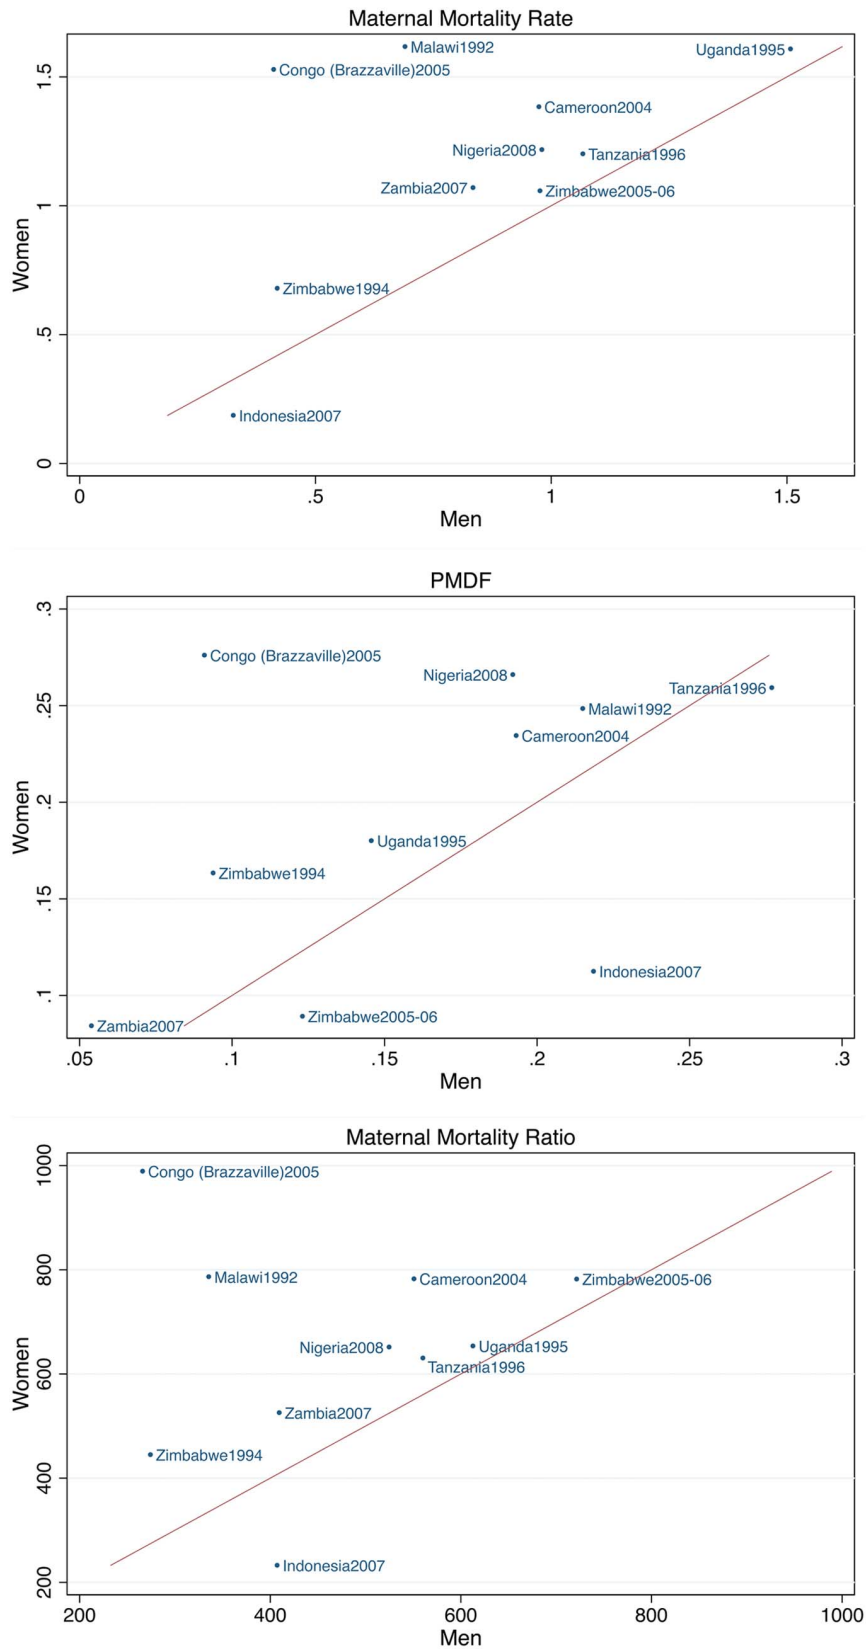 Maternal Mortality Rate
Women
1.5
1
.5
0
Malawi1992
Uganda1995
Congo (Brazzaville)2005
Cameroon2004
Nigeria2008
Tanzania1996
Zambia2007
Zimbabwe2005-06
Zimbabwe1994
Indonesia2007
0 .5 1 1.5
Men
PMDF
Women
.3
.25
.2
.15
.1
Congo (Brazzaville)2005
Nigeria2008
Tanzania1996
Malawi1992
Cameroon2004
Uganda1995
Zimbabwe1994
Indonesia2007
Zimbabwe2005-06
Zambia2007
.05 .1 .15 .2 .25 .3
Men
Maternal Mortality Ratio
Women
1000
800
600
400
200
Congo (Brazzaville)2005
Malawi1992
Cameroon2004
Zimbabwe2005-06
Nigeria2008
Uganda1995
Tanzania1996
Zambia2007
Zimbabwe1994
Indonesia2007
200 400 600 800 1000
Men